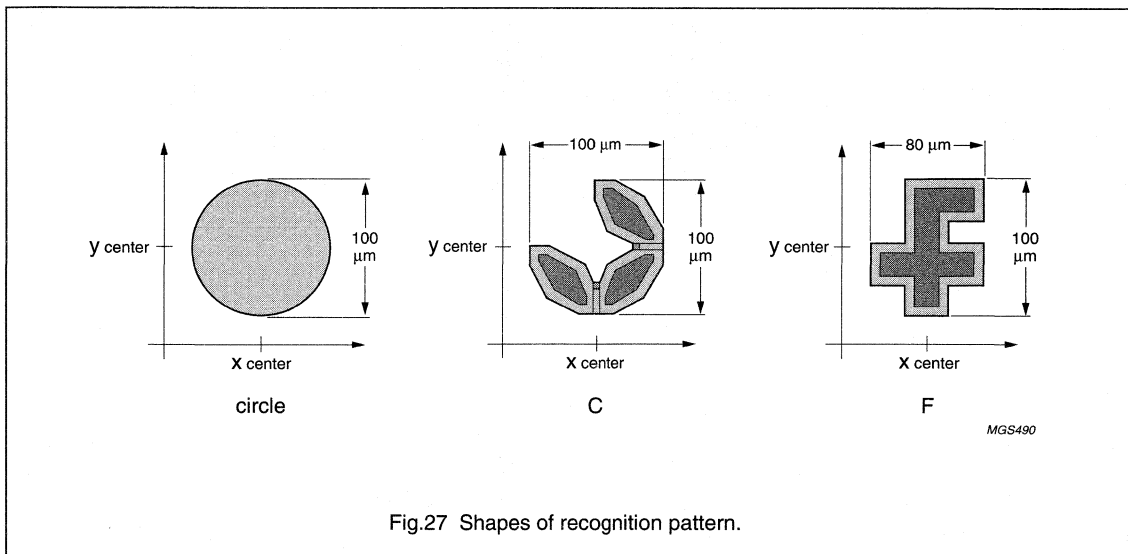 100 µm
80 µm
y center
100
µm
y center
100
µm
y center
100
µm
x center
x center
x center
circle
C
F
MGS490
Fig.27 Shapes of recognition pattern.